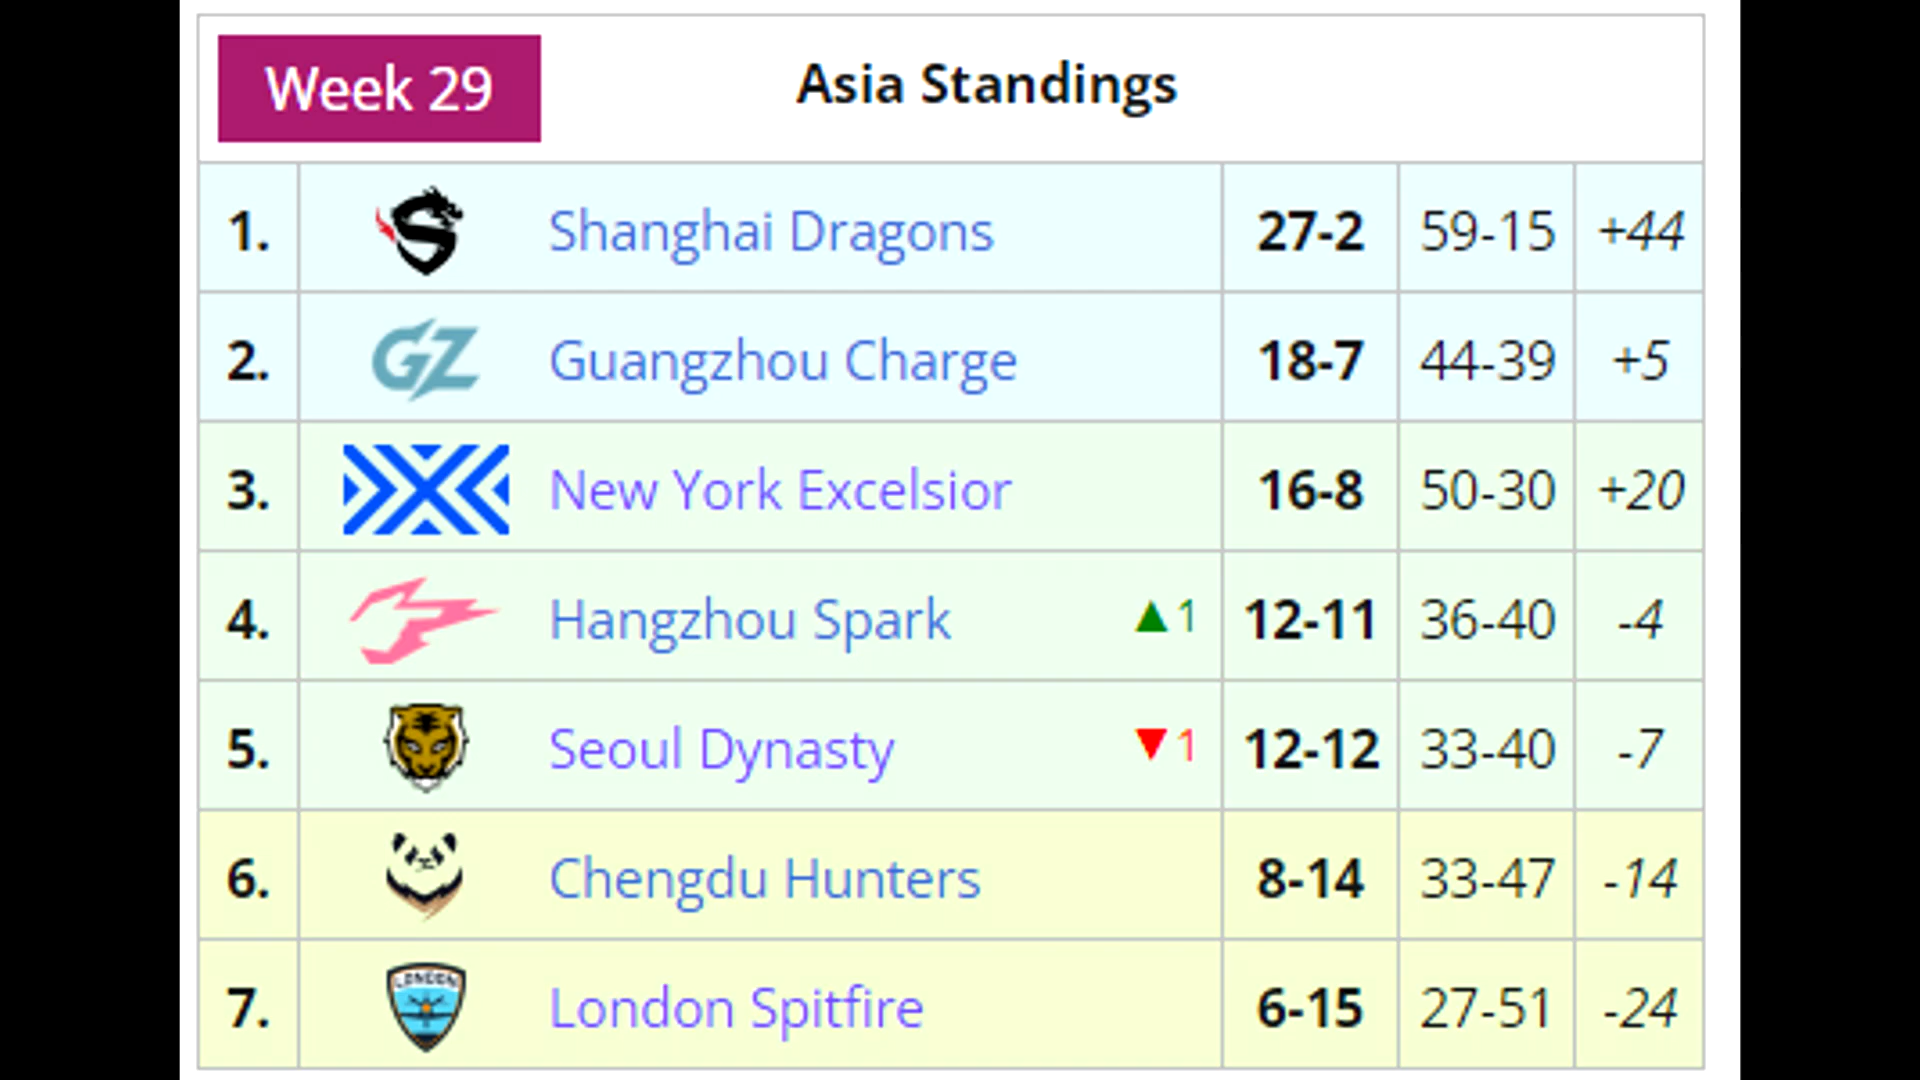 Week 29 Asia Standings
1. Shanghai Dragons 27-2 59-15 +44
2. GZ Guangzhou Charge 18-7 44-39 +5
3. New York Excelsior 16-8 50-30 +20
4. Hangzhou Spark ▲1 12-11 36-40 -4
5. Seoul Dynasty ▼1 12-12 33-40 -7
6. Chengdu Hunters 8-14 33-47 -14
7. LONDON London Spitfire 6-15 27-51 -24